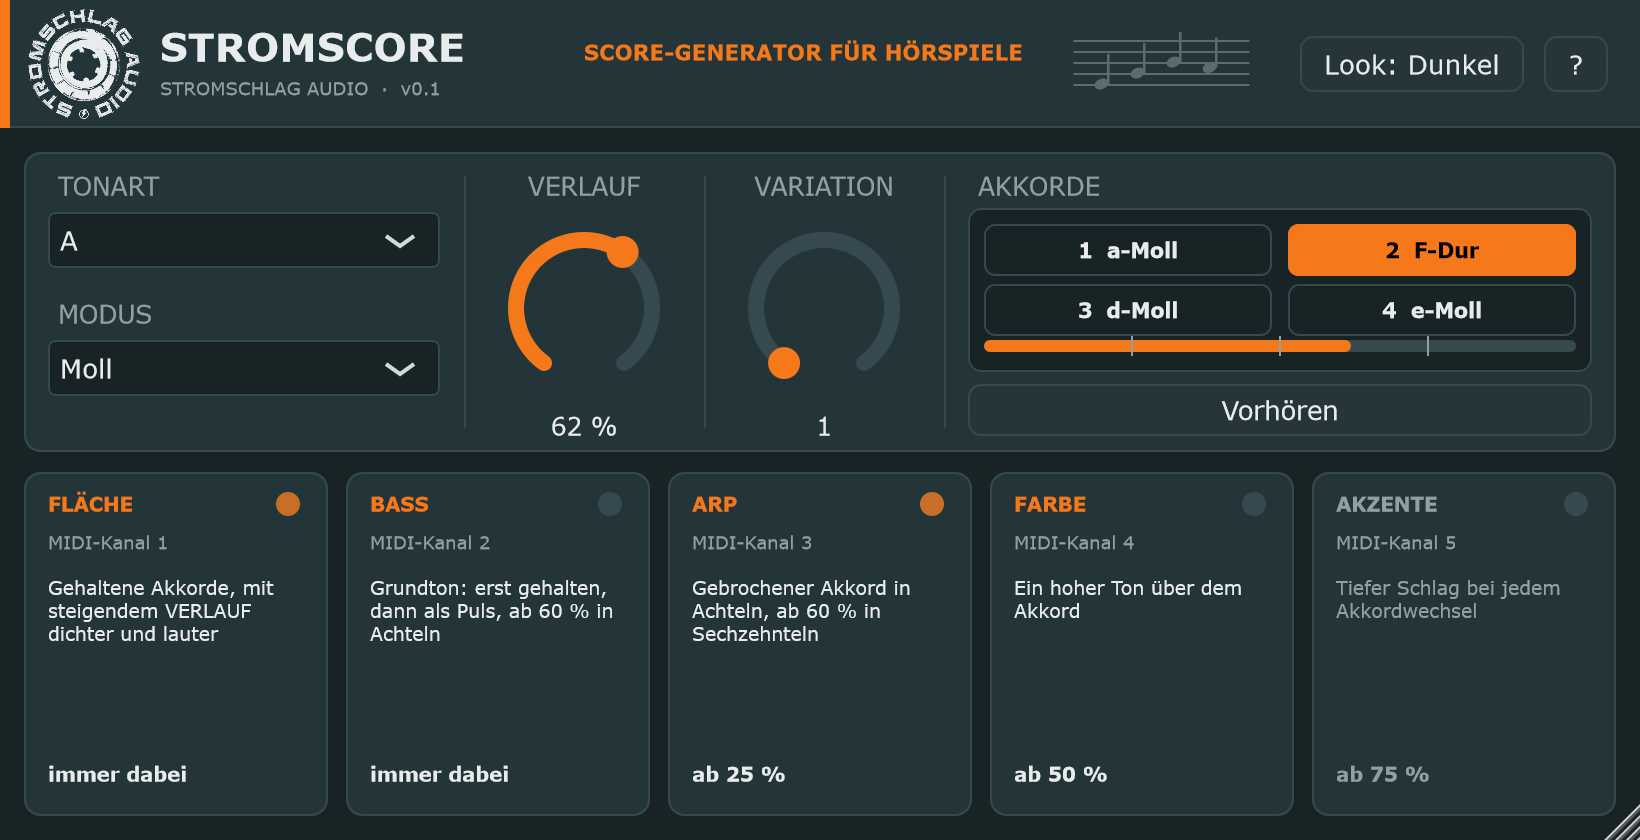 STROMSCHLAG AUDIO
STROMSCORE
STROMSCHLAG AUDIO · v0.1
SCORE-GENERATOR FÜR HÖRSPIELE
Look: Dunkel
?
TONART
A
MODUS
Moll
VERLAUF
62 %
VARIATION
1
AKKORDE
1 a-Moll
2 F-Dur
3 d-Moll
4 e-Moll
Vorhören
FLÄCHE
MIDI-Kanal 1
Gehaltene Akkorde, mit
steigendem VERLAUF
dichter und lauter
immer dabei
BASS
MIDI-Kanal 2
Grundton: erst gehalten,
dann als Puls, ab 60 % in
Achteln
immer dabei
ARP
MIDI-Kanal 3
Gebrochener Akkord in
Achteln, ab 60 % in
Sechzehnteln
ab 25 %
FARBE
MIDI-Kanal 4
Ein hoher Ton über dem
Akkord
ab 50 %
AKZENTE
MIDI-Kanal 5
Tiefer Schlag bei jedem
Akkordwechsel
ab 75 %